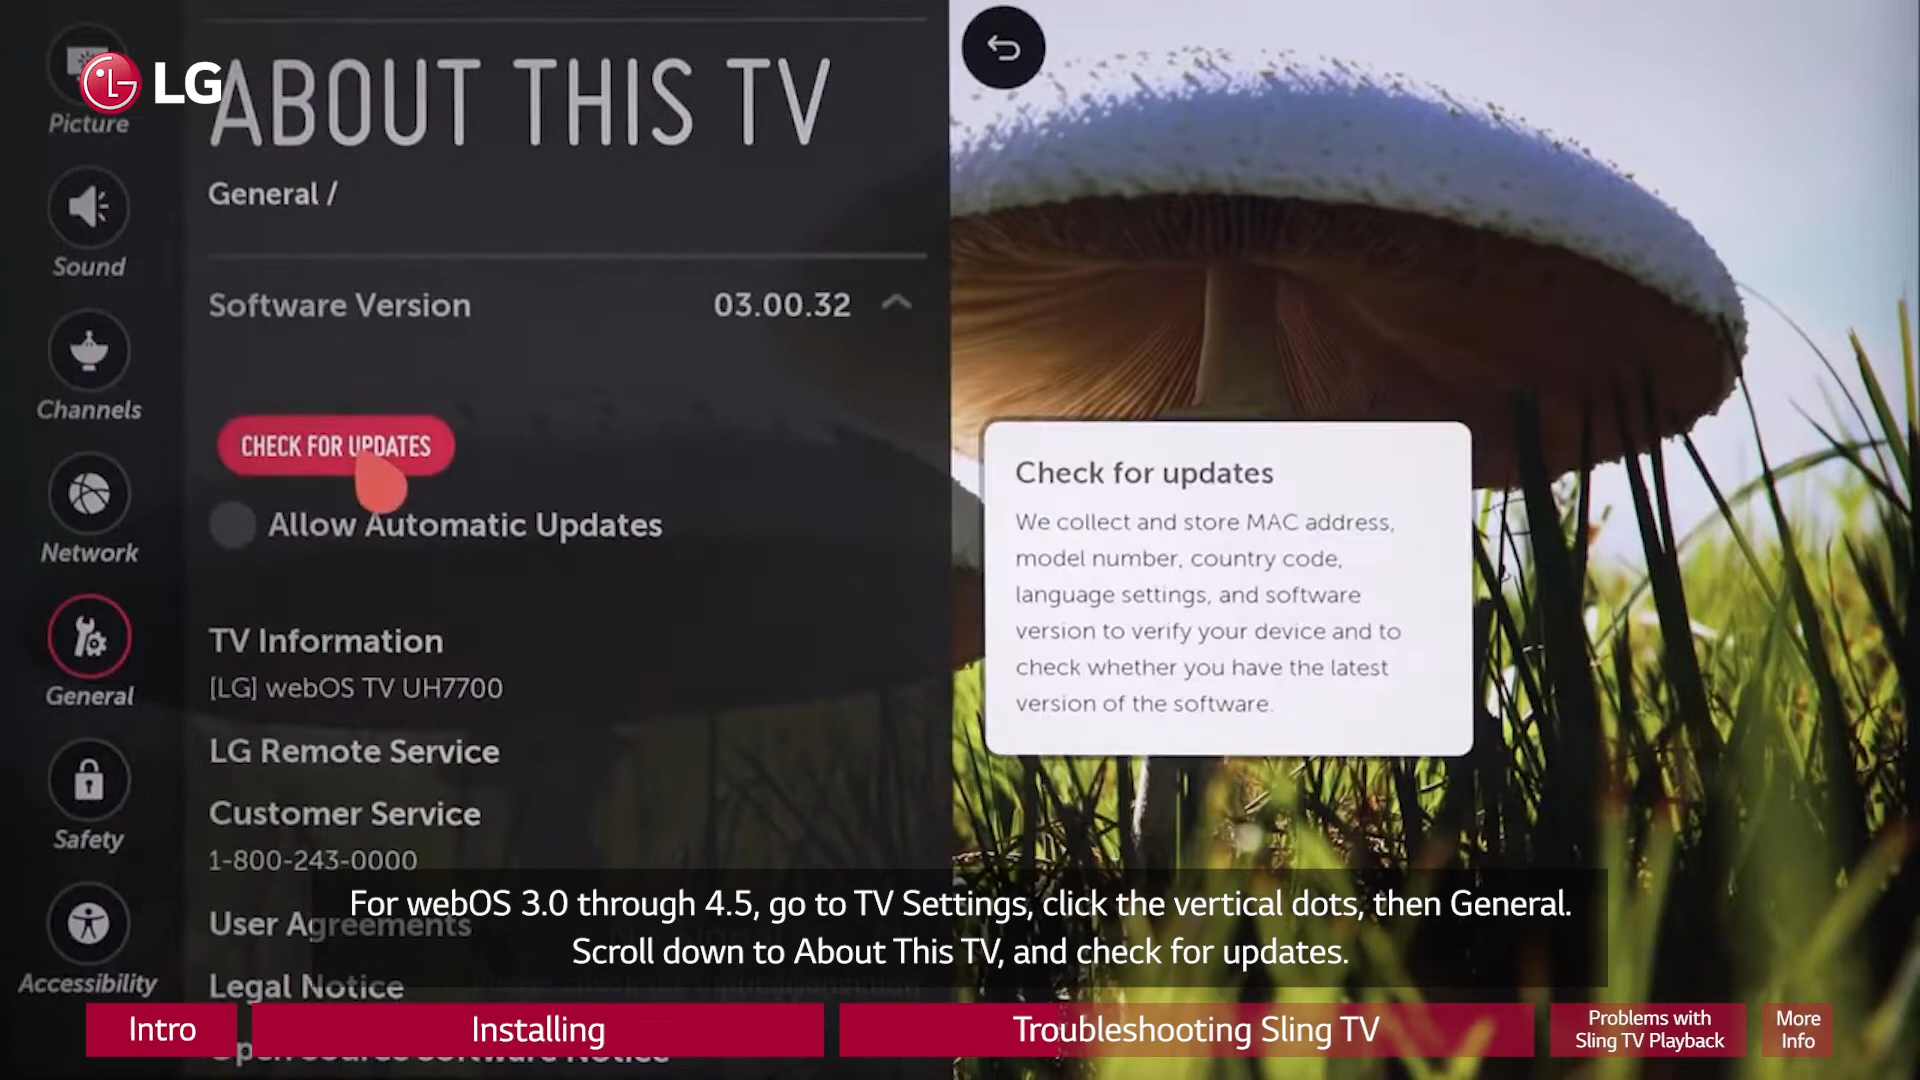 LG
Picture
Sound
Channels
Network
General
Safety
Accessibility
ABOUT THIS TV
General /
Software Version 03.00.32
CHECK FOR UPDATES
Allow Automatic Updates
TV Information
[LG] webOS TV UH7700
LG Remote Service
Customer Service
1-800-243-0000
User Agreements
Legal Notice
Open Source Software Notice
Check for updates
We collect and store MAC address,
model number, country code,
language settings, and software
version to verify your device and to
check whether you have the latest
version of the software.
For webOS 3.0 through 4.5, go to TV Settings, click the vertical dots, then General.
Scroll down to About This TV, and check for updates.
Intro
Installing
Troubleshooting Sling TV
Problems with
Sling TV Playback
More
Info